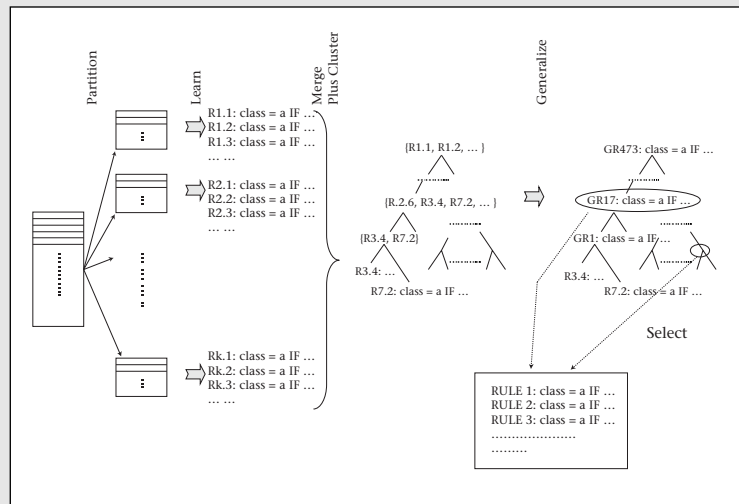 Partition
Learn
Merge
Plus Cluster
Generalize
R1.1: class = a IF …
R1.2: class = a IF …
R1.3: class = a IF …
… …
R2.1: class = a IF …
R2.2: class = a IF …
R2.3: class = a IF …
… …
Rk.1: class = a IF …
Rk.2: class = a IF …
Rk.3: class = a IF …
… …
{R1.1, R1.2, … }
{R.2.6, R3.4, R7.2, … }
{R3.4, R7.2}
R3.4: …
R7.2: class = a IF …
GR473: class = a IF …
GR17: class = a IF …
GR1: class = a IF …
R3.4: …
R7.2: class = a IF …
Select
RULE 1: class = a IF …
RULE 2: class = a IF …
RULE 3: class = a IF …
.....................
.........